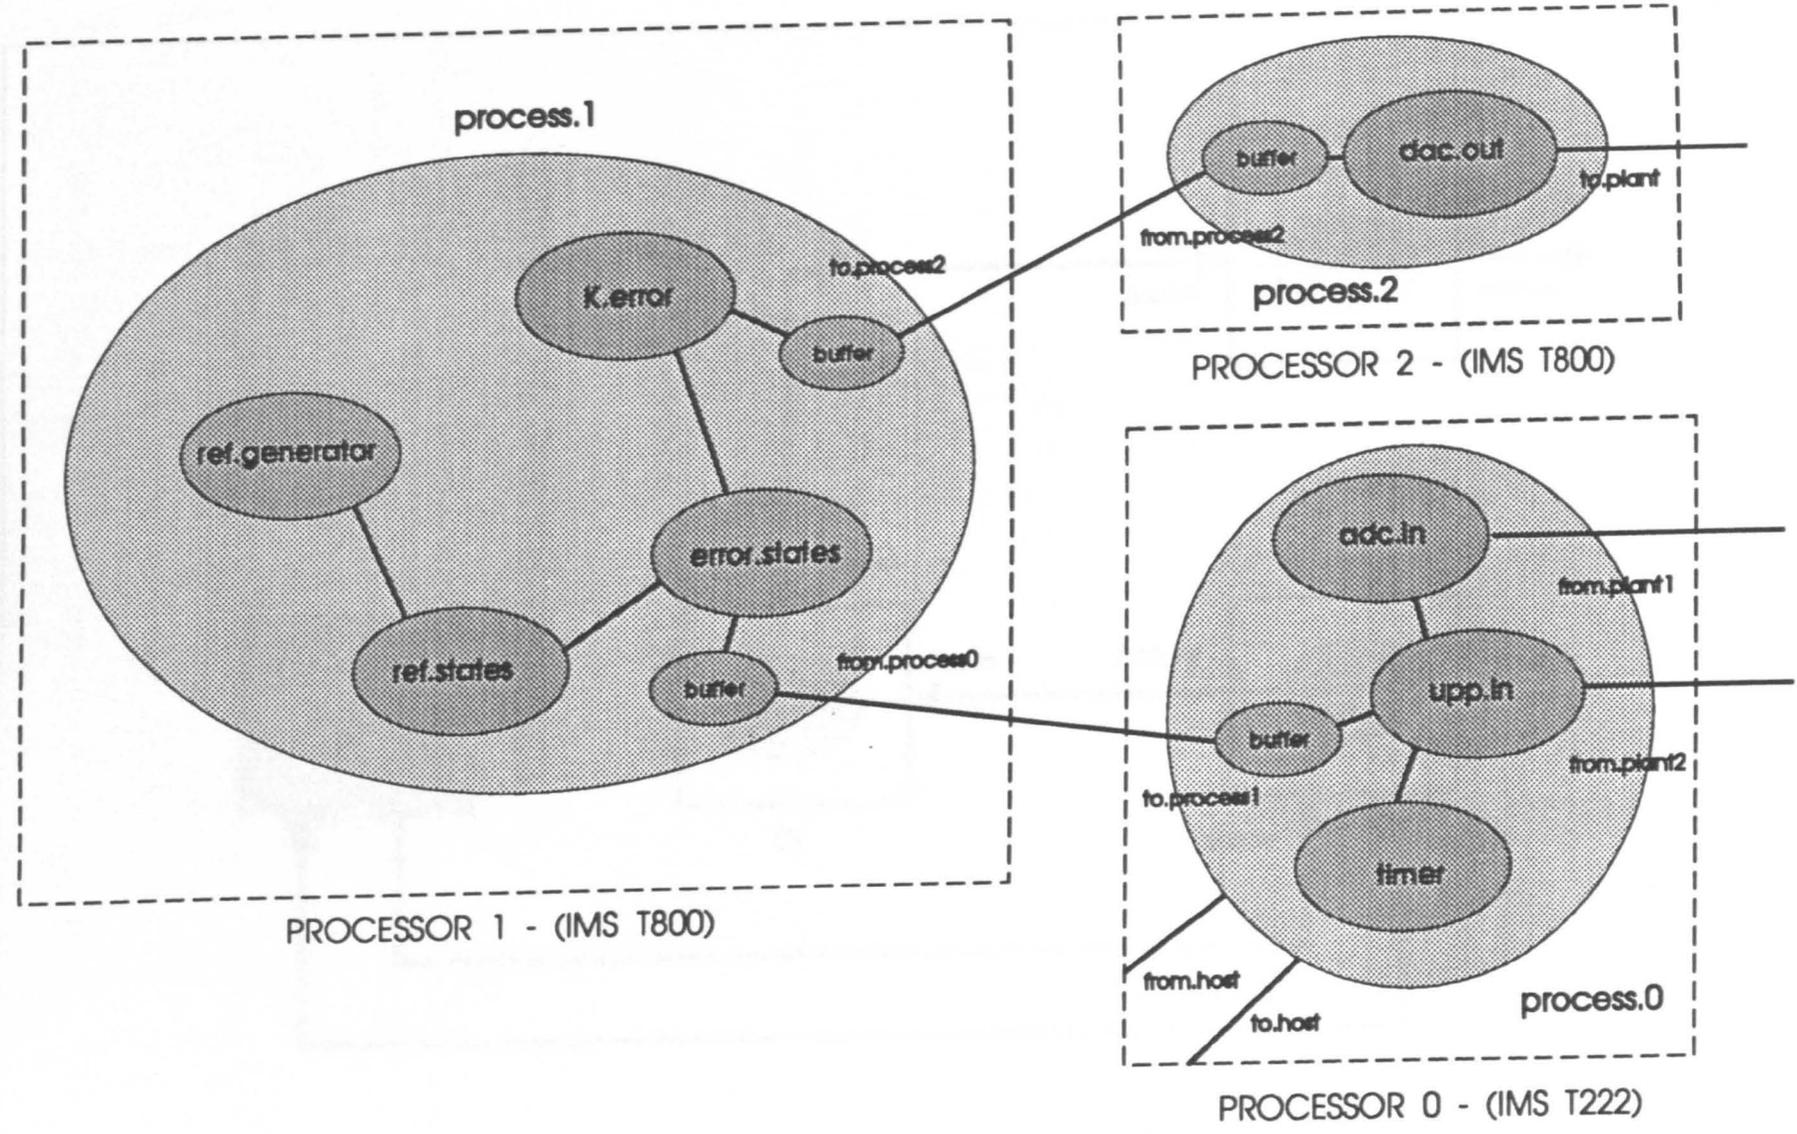 process.1
K.error
to.process2
buffer
ref.generator
error.states
ref.states
buffer
from.process0
PROCESSOR 1 - (IMS T800)
buffer
dac.out
to.plant
from.process2
process.2
PROCESSOR 2 - (IMS T800)
adc.in
from.plant1
upp.in
buffer
from.plant2
to.process1
timer
from.host
to.host
process.0
PROCESSOR 0 - (IMS T222)